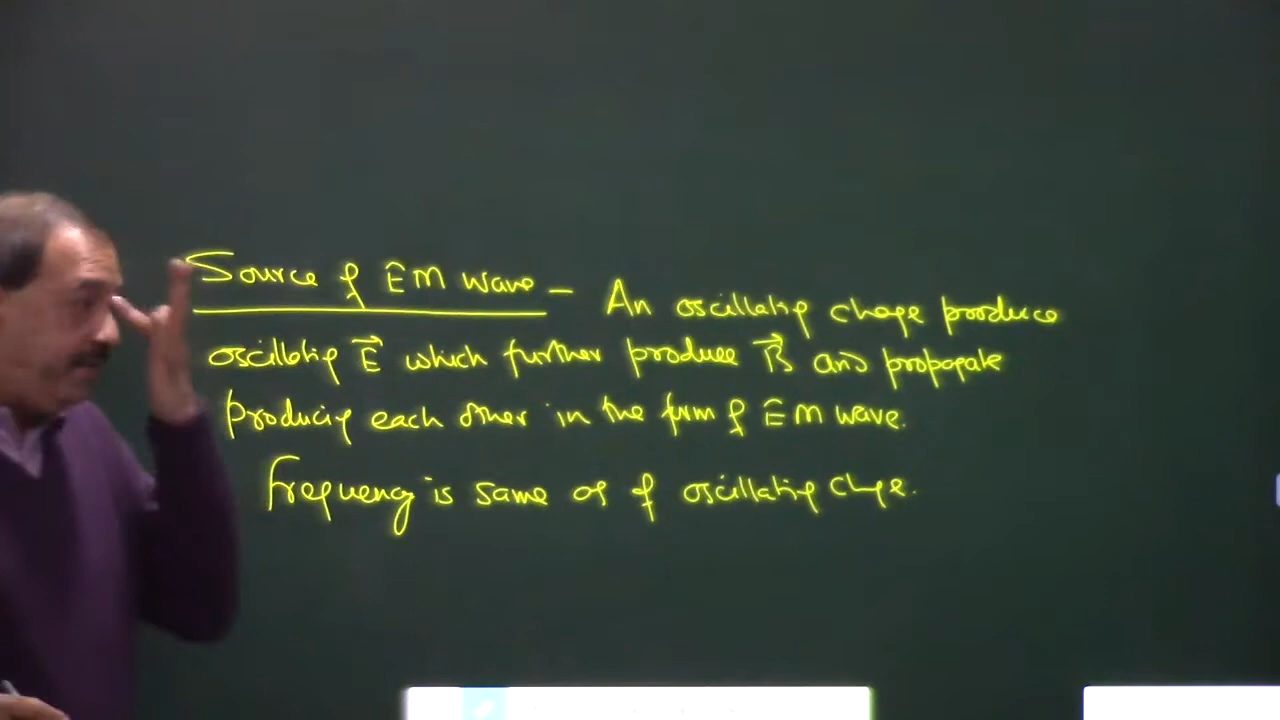 Source of EM wave – An oscillating charge produce
oscillating E⃗ which further produce B⃗ and propagate
producing each other in the form of EM wave.
Frequency is same as of oscillating charge.